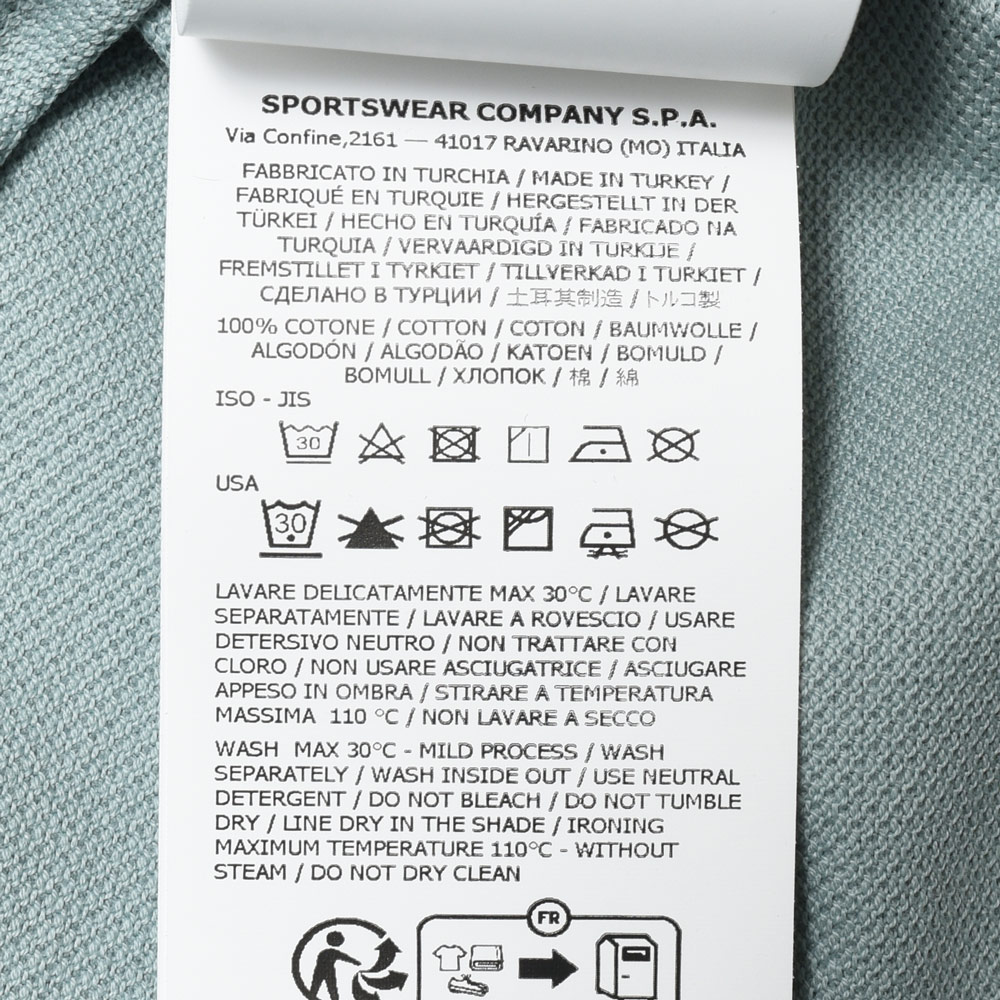 SPORTSWEAR COMPANY S.P.A.
Via Confine,2161 — 41017 RAVARINO (MO) ITALIA
FABBRICATO IN TURCHIA / MADE IN TURKEY /
FABRIQUÉ EN TURQUIE / HERGESTELLT IN DER
TÜRKEI / HECHO EN TURQUÍA / FABRICADO NA
TURQUIA / VERVAARDIGD IN TURKIJE /
FREMSTILLET I TYRKIET / TILLVERKAD I TURKIET /
СДЕЛАНО В ТУРЦИИ / 土耳其制造 / トルコ製
100% COTONE / COTTON / COTON / BAUMWOLLE /
ALGODÓN / ALGODÃO / KATOEN / BOMULD /
BOMULL / ХЛОПОК / 棉 / 綿
ISO - JIS
30
USA
30
LAVARE DELICATAMENTE MAX 30°C / LAVARE
SEPARATAMENTE / LAVARE A ROVESCIO / USARE
DETERSIVO NEUTRO / NON TRATTARE CON
CLORO / NON USARE ASCIUGATRICE / ASCIUGARE
APPESO IN OMBRA / STIRARE A TEMPERATURA
MASSIMA 110 °C / NON LAVARE A SECCO
WASH MAX 30°C - MILD PROCESS / WASH
SEPARATELY / WASH INSIDE OUT / USE NEUTRAL
DETERGENT / DO NOT BLEACH / DO NOT TUMBLE
DRY / LINE DRY IN THE SHADE / IRONING
MAXIMUM TEMPERATURE 110°C - WITHOUT
STEAM / DO NOT DRY CLEAN
FR